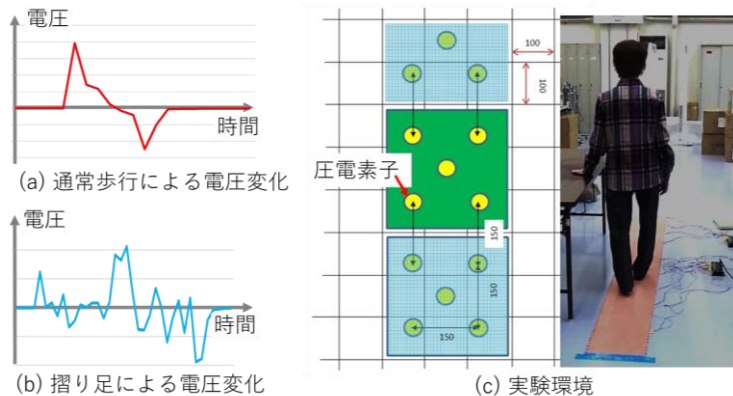 電圧
時間
(a) 通常歩行による電圧変化
電圧
時間
(b) 摺り足による電圧変化
100
100
圧電素子
150
150
150
(c) 実験環境